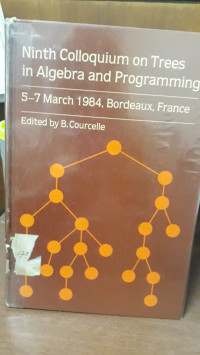 Ninth Colloquium on Trees
in Algebra and Programming
5-7 March 1984, Bordeaux, France
Edited by B.Courcelle